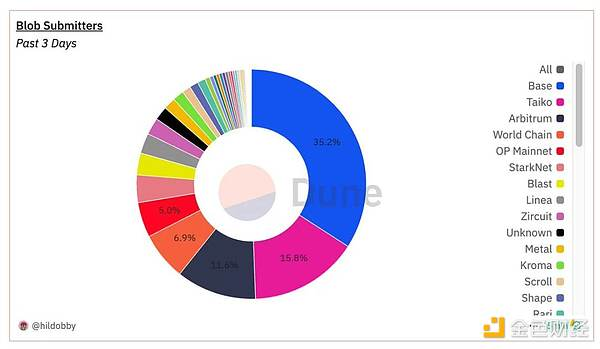 Blob Submitters
Past 3 Days
All
Base
Taiko
Arbitrum
World Chain
OP Mainnet
StarkNet
Blast
Linea
Zircuit
Unknown
Metal
Kroma
Scroll
Shape
Rari
35.2%
15.8%
11.6%
6.9%
5.0%
Dune
@hildobby
金色财经